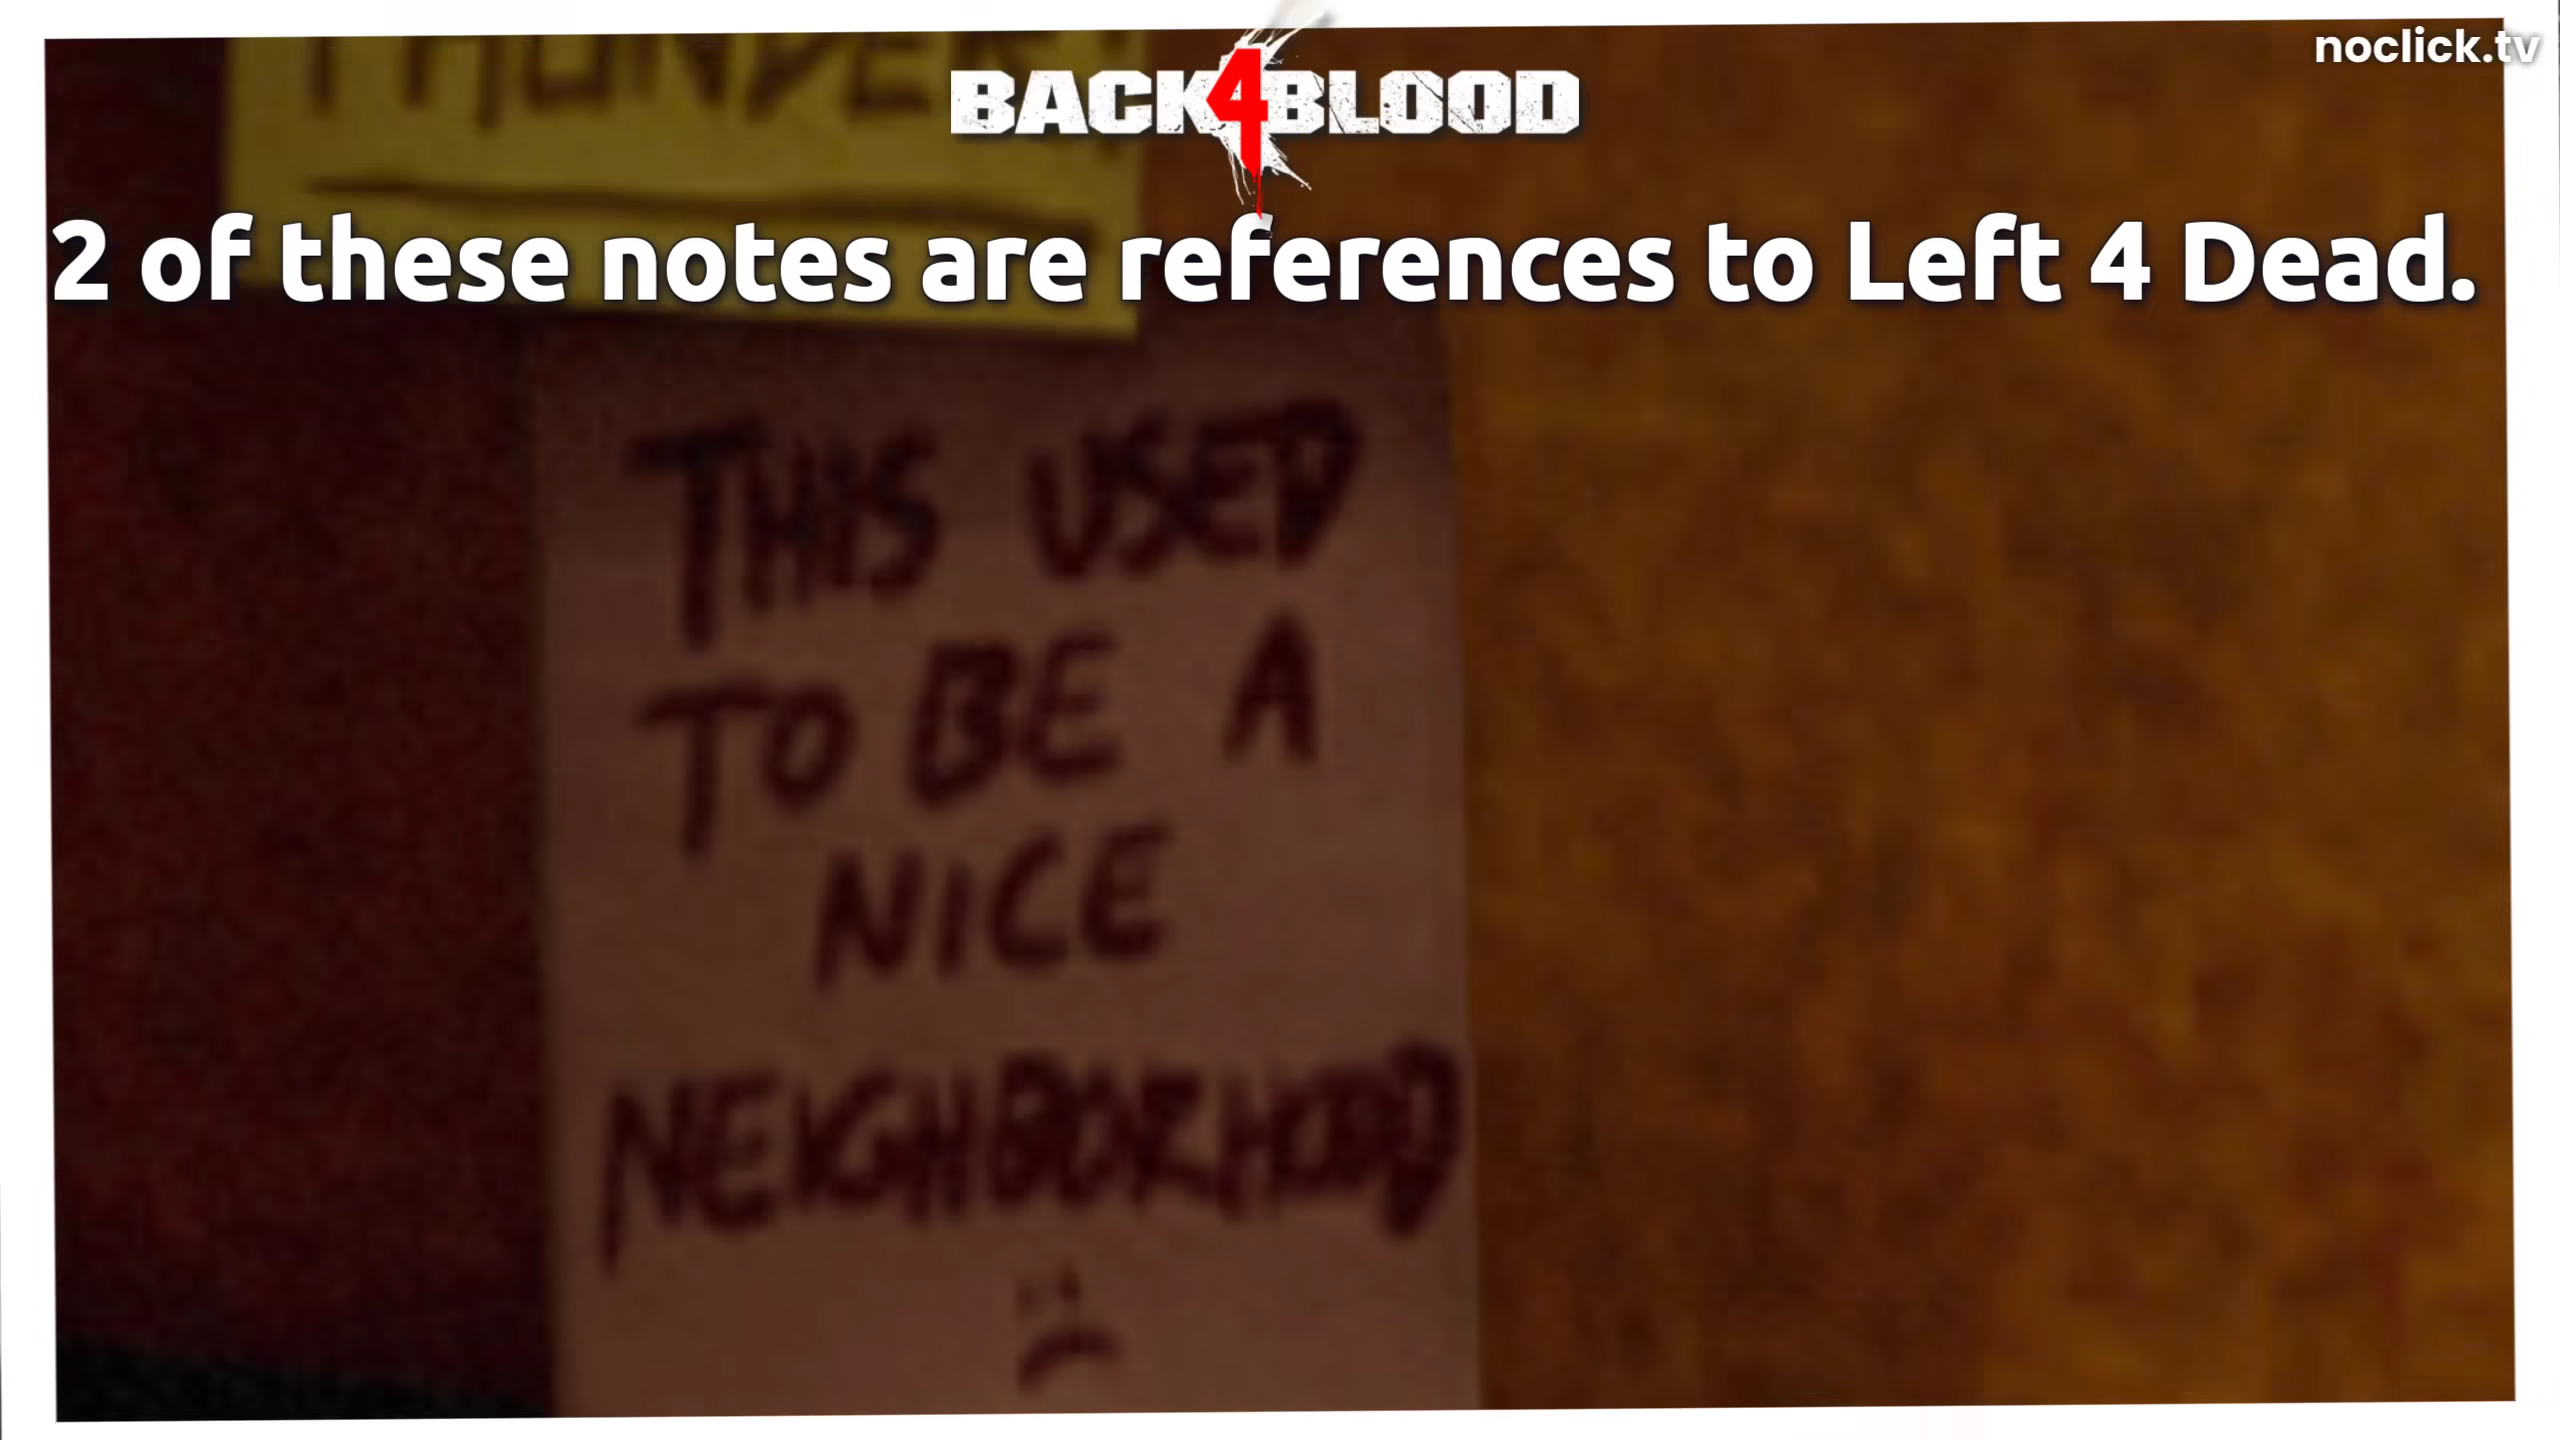 noclick.tv
THUNDER!
BACK4BLOOD
2 of these notes are references to Left 4 Dead.
THIS USED
TO BE A
NICE
NEIGHBORHOOD
:(